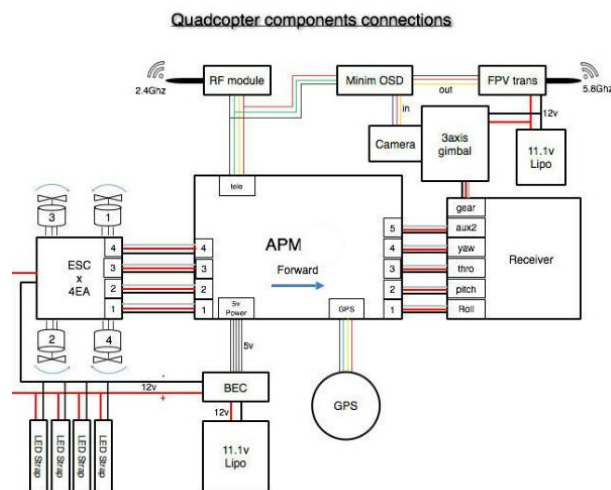 Quadcopter components connections
2.4Ghz
RF module
Minim OSD
FPV trans
5.8Ghz
out
in
12v
Camera
3axis
gimbal
11.1v
Lipo
3
1
tele
gear
5
aux2
ESC
x
4EA
4
4
APM
4
yaw
Receiver
3
3
Forward
3
thro
2
2
2
pitch
1
1
5v
Power
GPS
1
Roll
2
4
5v
-
12v
+
BEC
GPS
12v
11.1v
Lipo
LED Strap
LED Strap
LED Strap
LED Strap